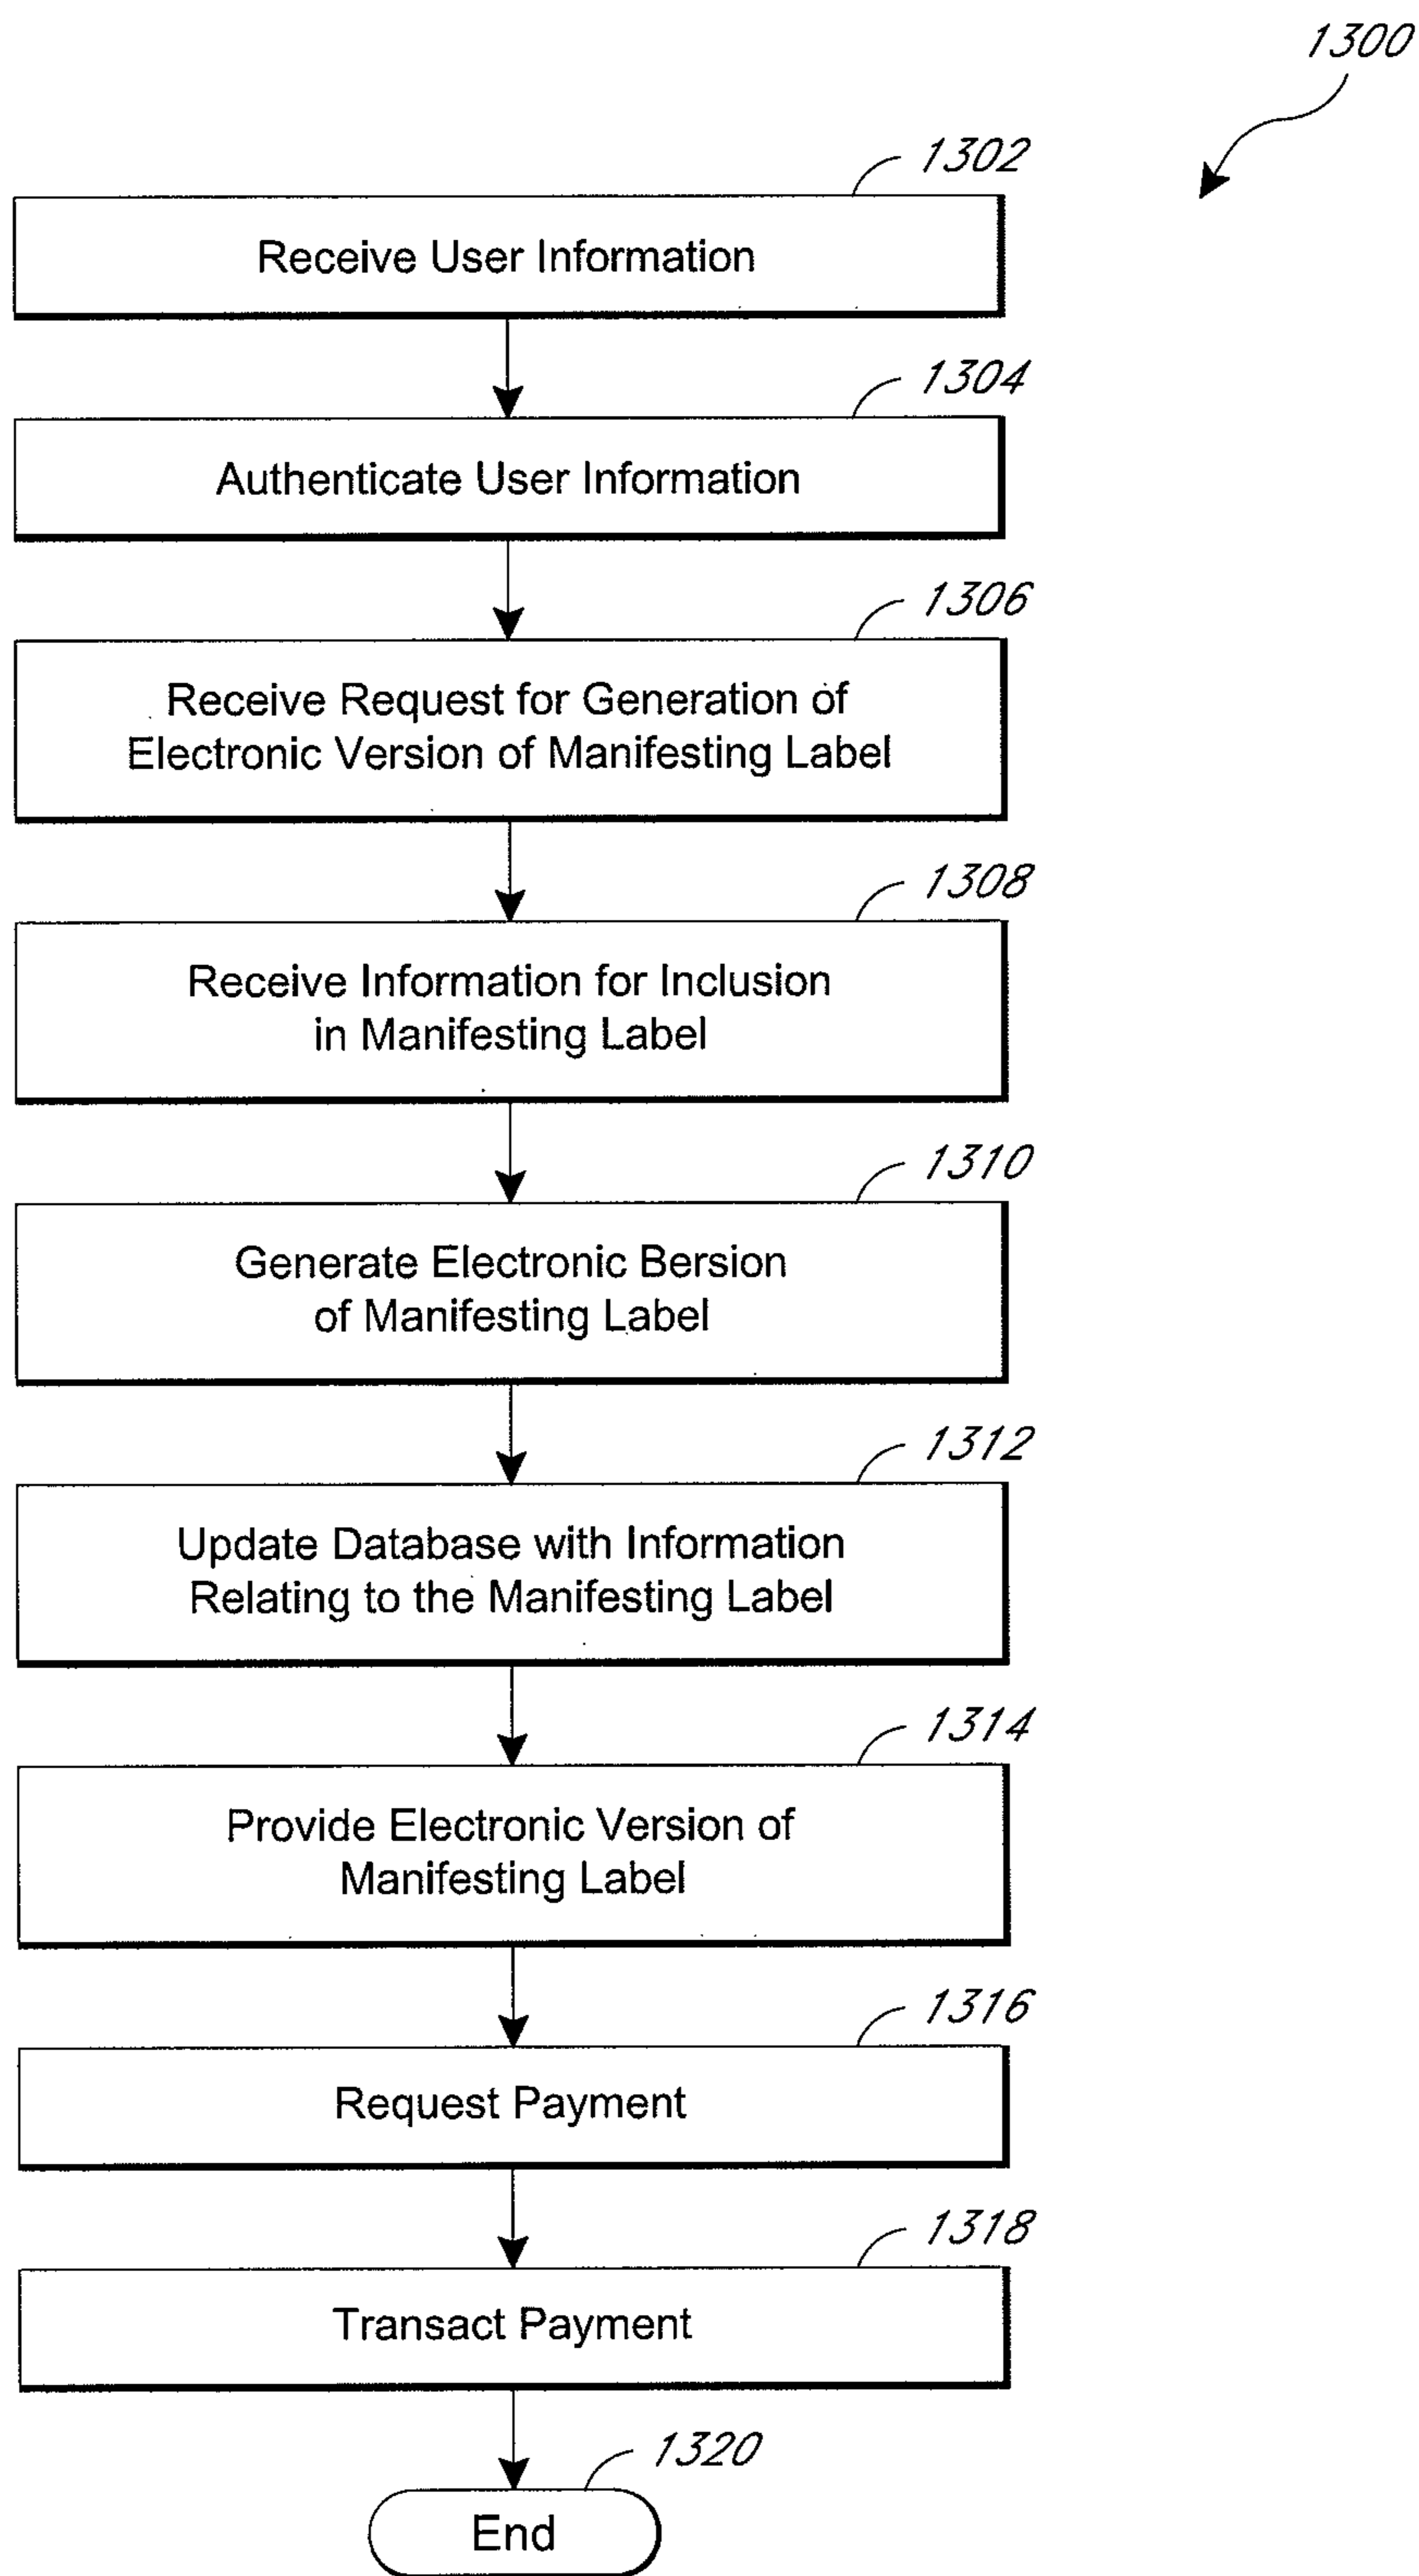 1300
1302
Receive User Information
1304
Authenticate User Information
1306
Receive Request for Generation of
Electronic Version of Manifesting Label
1308
Receive Information for Inclusion
in Manifesting Label
1310
Generate Electronic Bersion
of Manifesting Label
1312
Update Database with Information
Relating to the Manifesting Label
1314
Provide Electronic Version of
Manifesting Label
1316
Request Payment
1318
Transact Payment
1320
End